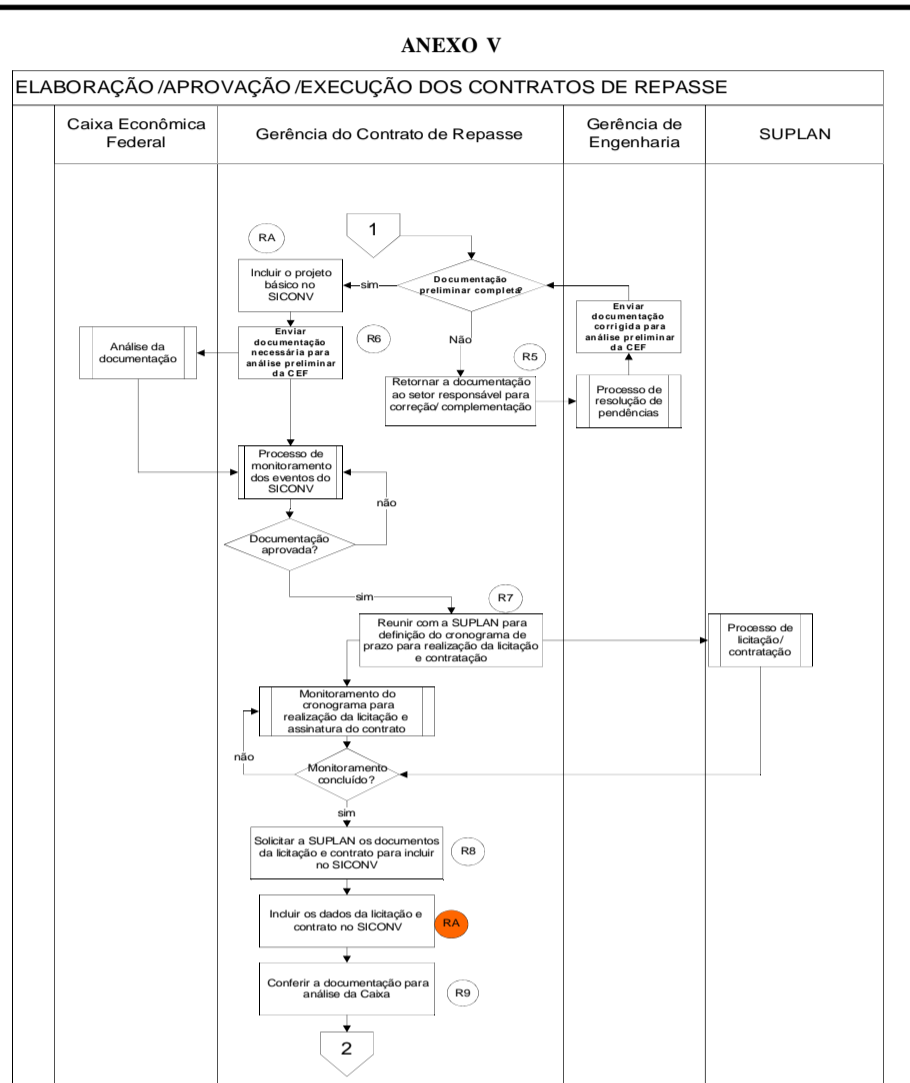 ANEXO V
ELABORAÇÃO /APROVAÇÃO /EXECUÇÃO DOS CONTRATOS DE REPASSE
Caixa Econômica
Federal
Gerência do Contrato de Repasse
Gerência de
Engenharia
SUPLAN
1
RA
Incluir o projeto
básico no
SICONV
sim
Documentação
preliminar completa?
Enviar
documentação
corrigida para
análise preliminar
da CEF
Análise da
documentação
Enviar
documentação
necessária para
análise preliminar
da CEF
R6
Não
R5
Retornar a documentação
ao setor responsável para
correção/ complementação
Processo de
resolução de
pendências
Processo de
monitoramento
dos eventos do
SICONV
não
Documentação
aprovada?
sim
R7
Reunir com a SUPLAN para
definição do cronograma de
prazo para realização da licitação
e contratação
Processo de
licitação/
contratação
Monitoramento do
cronograma para
realização da licitação e
assinatura do contrato
não
Monitoramento
concluído?
sim
Solicitar a SUPLAN os documentos
da licitação e contrato para incluir
no SICONV
R8
Incluir os dados da licitação e
contrato no SICONV
RA
Conferir a documentação para
análise da Caixa
R9
2